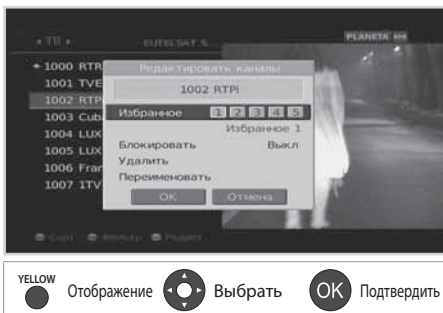 ТВ
EUTELSAT
PLANETA
1000 RTR
Редактировать каналы
1001 TVE
1002 RTPi
1002 RTPi
1003 Cub
Избранное 1 2 3 4 5
1004 LUX
Избранное 1
1005 LUX
Блокировать Выкл
1006 Fran
Удалить
1007 1TV
Переименовать
OK Отмена
YELLOW
Отображение
Выбрать
OK Подтвердить